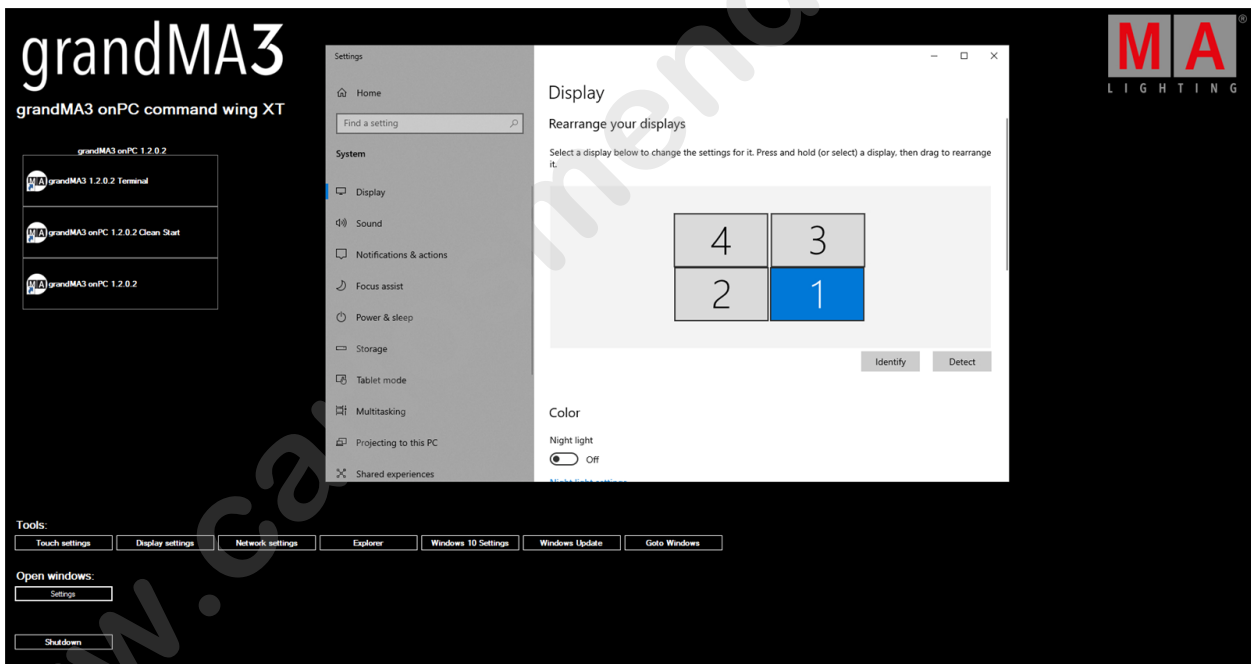 grandMA3
grandMA3 onPC command wing XT
MA
LIGHTING
®
grandMA3 onPC 1.2.0.2
grandMA3 1.2.0.2 Terminal
grandMA3 onPC 1.2.0.2 Clean Start
grandMA3 onPC 1.2.0.2
Settings
Home
Find a setting
System
Display
Sound
Notifications & actions
Focus assist
Power & sleep
Storage
Tablet mode
Multitasking
Projecting to this PC
Shared experiences
Display
Rearrange your displays
Select a display below to change the settings for it. Press and hold (or select) a display, then drag to rearrange
it.
4 3
2 1
Identify Detect
Color
Night light
Off
Night light settings
Tools:
Touch settings Display settings Network settings Explorer Windows 10 Settings Windows Update Goto Windows
Open windows:
Settings
Shutdown